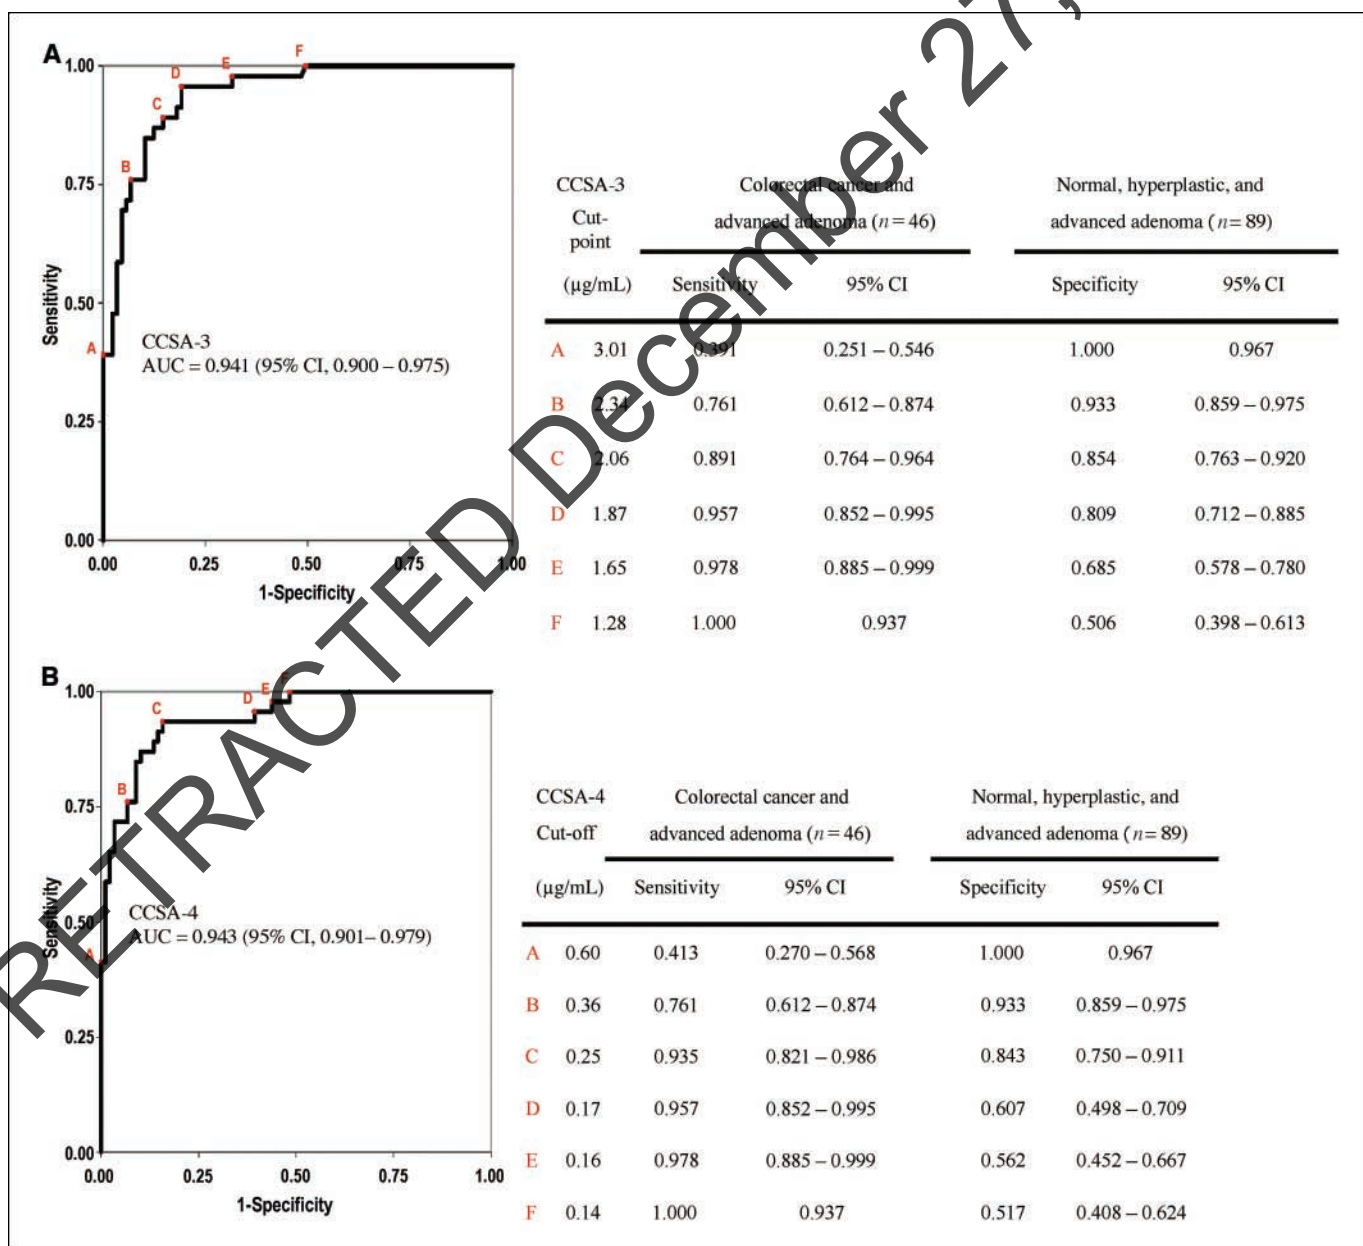 A
1.00
0.75
0.50
0.25
0.00
0.00 0.25 0.50 0.75 1.00
Sensitivity
1-Specificity
A
B
C
D
E
F
CCSA-3
AUC = 0.941 (95% CI, 0.900 – 0.975)
CCSA-3 Colorectal cancer and Normal, hyperplastic, and
Cut-
point
advanced adenoma (n = 46) advanced adenoma (n = 89)
(µg/mL) Sensitivity 95% CI Specificity 95% CI
A 3.01 0.391 0.251 – 0.546 1.000 0.967
B 2.34 0.761 0.612 – 0.874 0.933 0.859 – 0.975
C 2.06 0.891 0.764 – 0.964 0.854 0.763 – 0.920
D 1.87 0.957 0.852 – 0.995 0.809 0.712 – 0.885
E 1.65 0.978 0.885 – 0.999 0.685 0.578 – 0.780
F 1.28 1.000 0.937 0.506 0.398 – 0.613
B
1.00
0.75
0.50
0.25
0.00
0.00 0.25 0.50 0.75 1.00
Sensitivity
1-Specificity
A
B
C
D
E
F
CCSA-4
AUC = 0.943 (95% CI, 0.901– 0.979)
CCSA-4 Colorectal cancer and Normal, hyperplastic, and
Cut-off advanced adenoma (n = 46) advanced adenoma (n = 89)
(µg/mL) Sensitivity 95% CI Specificity 95% CI
A 0.60 0.413 0.270 – 0.568 1.000 0.967
B 0.36 0.761 0.612 – 0.874 0.933 0.859 – 0.975
C 0.25 0.935 0.821 – 0.986 0.843 0.750 – 0.911
D 0.17 0.957 0.852 – 0.995 0.607 0.498 – 0.709
E 0.16 0.978 0.885 – 0.999 0.562 0.452 – 0.667
F 0.14 1.000 0.937 0.517 0.408 – 0.624
RETRACTED December 27,